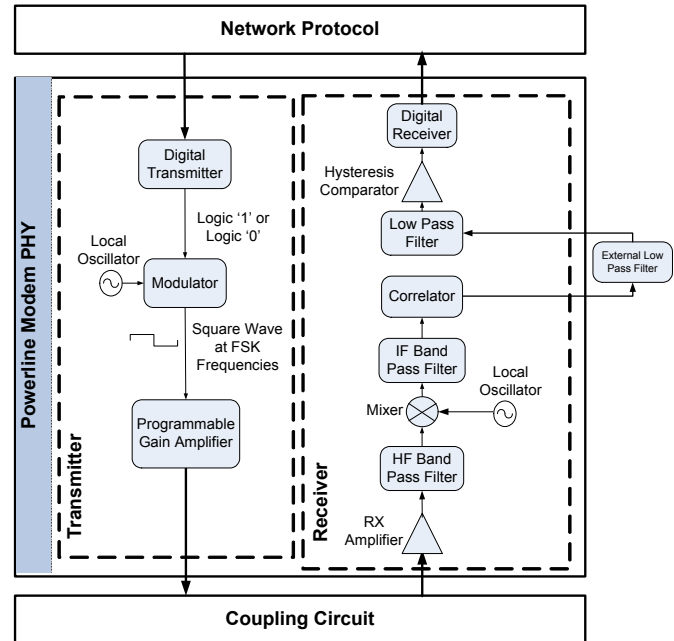 Network Protocol
Powerline Modem PHY
Transmitter
Digital
Transmitter
Logic ‘1’ or
Logic ‘0’
Local
Oscillator
Modulator
Square Wave
at FSK
Frequencies
Programmable
Gain Amplifier
Receiver
Digital
Receiver
Hysteresis
Comparator
Low Pass
Filter
External Low
Pass Filter
Correlator
IF Band
Pass Filter
Local
Oscillator
Mixer
HF Band
Pass Filter
RX
Amplifier
Coupling Circuit